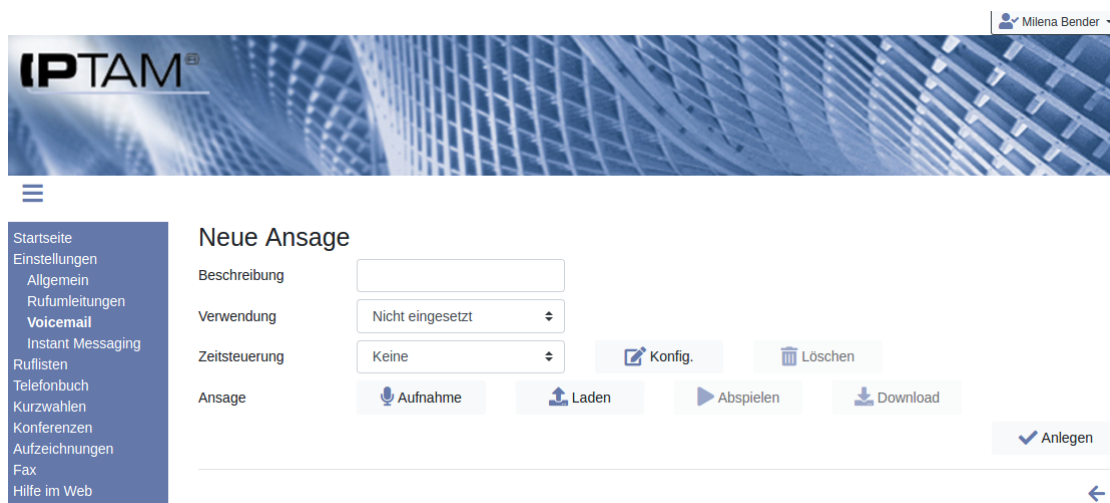 Milena Bender
IPTAM®
Startseite
Einstellungen
Allgemein
Rufumleitungen
Voicemail
Instant Messaging
Ruflisten
Telefonbuch
Kurzwahlen
Konferenzen
Aufzeichnungen
Fax
Hilfe im Web
Neue Ansage
Beschreibung
Verwendung Nicht eingesetzt
Zeitsteuerung Keine Konfig. Löschen
Ansage Aufnahme Laden Abspielen Download
Anlegen